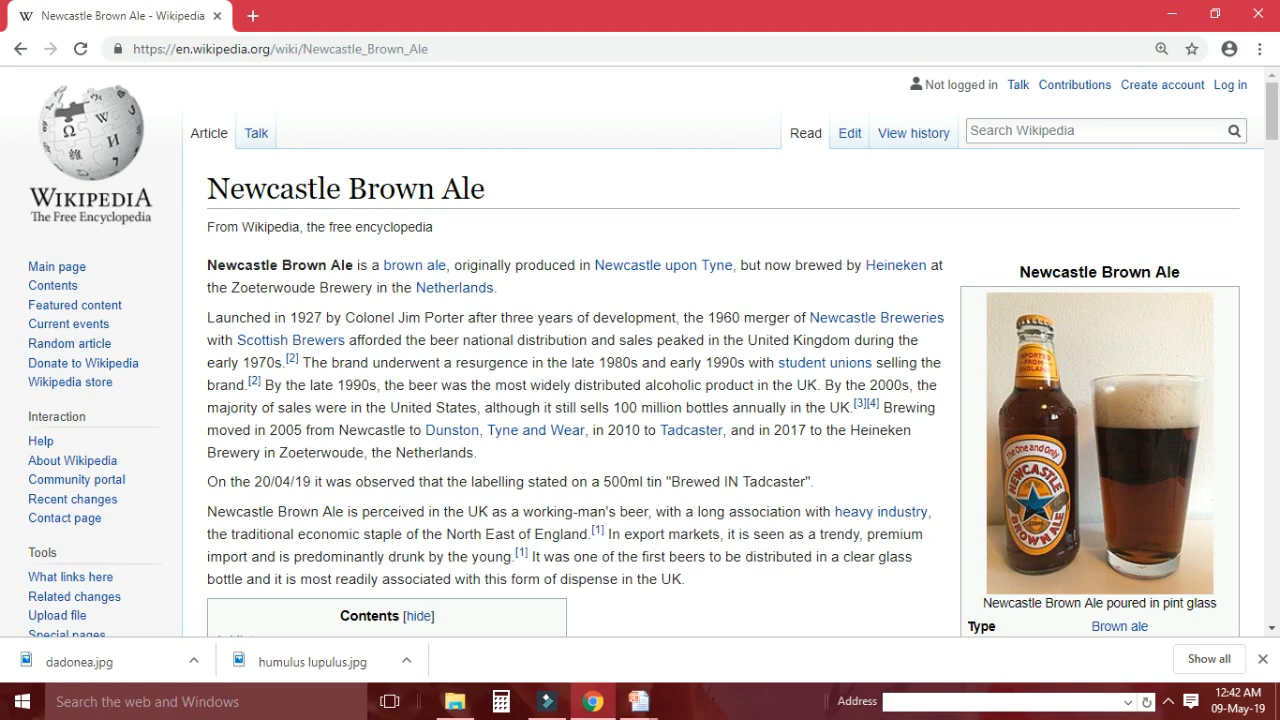 Newcastle Brown Ale - Wikipedia
https://en.wikipedia.org/wiki/Newcastle_Brown_Ale
Not logged in Talk Contributions Create account Log in
Article Talk Read Edit View history Search Wikipedia
WIKIPEDIA
The Free Encyclopedia
Newcastle Brown Ale
From Wikipedia, the free encyclopedia
Newcastle Brown Ale is a brown ale, originally produced in Newcastle upon Tyne, but now brewed by Heineken at
the Zoeterwoude Brewery in the Netherlands.
Launched in 1927 by Colonel Jim Porter after three years of development, the 1960 merger of Newcastle Breweries
with Scottish Brewers afforded the beer national distribution and sales peaked in the United Kingdom during the
early 1970s.[2] The brand underwent a resurgence in the late 1980s and early 1990s with student unions selling the
brand.[2] By the late 1990s, the beer was the most widely distributed alcoholic product in the UK. By the 2000s, the
majority of sales were in the United States, although it still sells 100 million bottles annually in the UK.[3][4] Brewing
moved in 2005 from Newcastle to Dunston, Tyne and Wear, in 2010 to Tadcaster, and in 2017 to the Heineken
Brewery in Zoeterwoude, the Netherlands.
On the 20/04/19 it was observed that the labelling stated on a 500ml tin "Brewed IN Tadcaster".
Newcastle Brown Ale is perceived in the UK as a working-man's beer, with a long association with heavy industry,
the traditional economic staple of the North East of England.[1] In export markets, it is seen as a trendy, premium
import and is predominantly drunk by the young.[1] It was one of the first beers to be distributed in a clear glass
bottle and it is most readily associated with this form of dispense in the UK.
Contents [hide]
Newcastle Brown Ale
IMPORTED
FROM
ENGLAND
The One and Only
NEWCASTLE
BROWN ALE
Newcastle Brown Ale poured in pint glass
Type Brown ale
Main page
Contents
Featured content
Current events
Random article
Donate to Wikipedia
Wikipedia store
Interaction
Help
About Wikipedia
Community portal
Recent changes
Contact page
Tools
What links here
Related changes
Upload file
Special pages
dadonea.jpg
humulus lupulus.jpg
Show all
Search the web and Windows
Address
12:42 AM
09-May-19